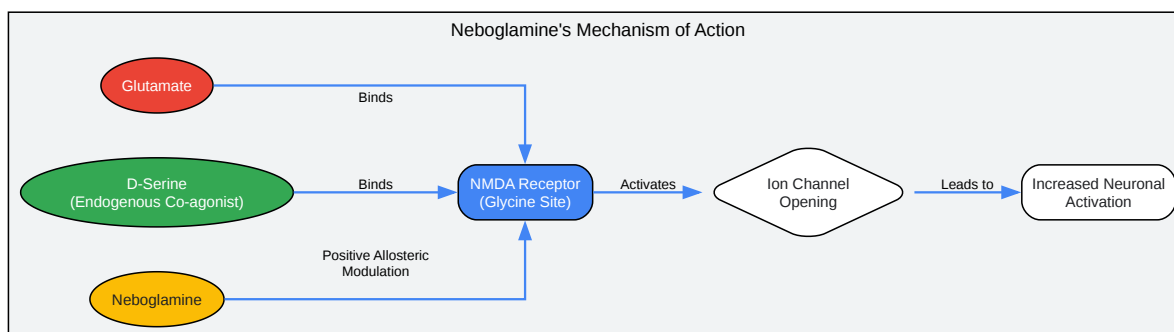 Neboglamine's Mechanism of Action
Glutamate
Binds
D-Serine
(Endogenous Co-agonist)
Binds
NMDA Receptor
(Glycine Site)
Activates
Ion Channel
Opening
Leads to
Increased Neuronal
Activation
Positive Allosteric
Modulation
Neboglamine